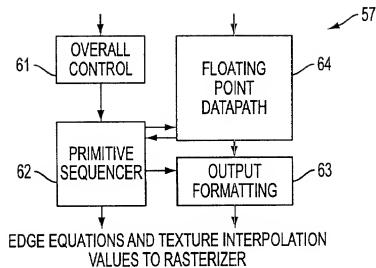 57
OVERALL
CONTROL
61
FLOATING
POINT
DATAPATH
64
PRIMITIVE
SEQUENCER
62
OUTPUT
FORMATTING
63
EDGE EQUATIONS AND TEXTURE INTERPOLATION
VALUES TO RASTERIZER